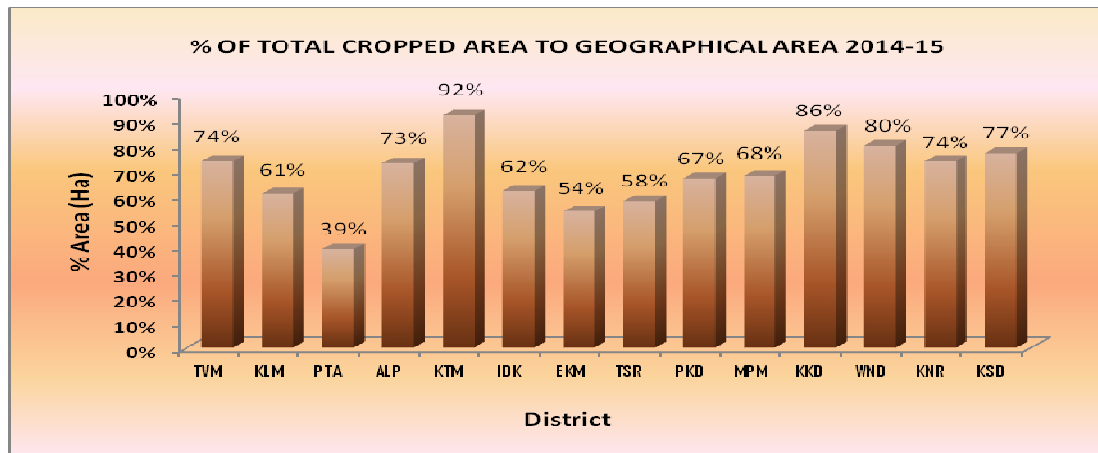 % OF TOTAL CROPPED AREA TO GEOGRAPHICAL AREA 2014-15
% Area (Ha)
100%
90%
80%
70%
60%
50%
40%
30%
20%
10%
0%
74% 61% 39% 73% 92% 62% 54% 58% 67% 68% 86% 80% 74% 77%
TVM KLM PTA ALP KTM IDK EKM TSR PKD MPM KKD WND KNR KSD
District